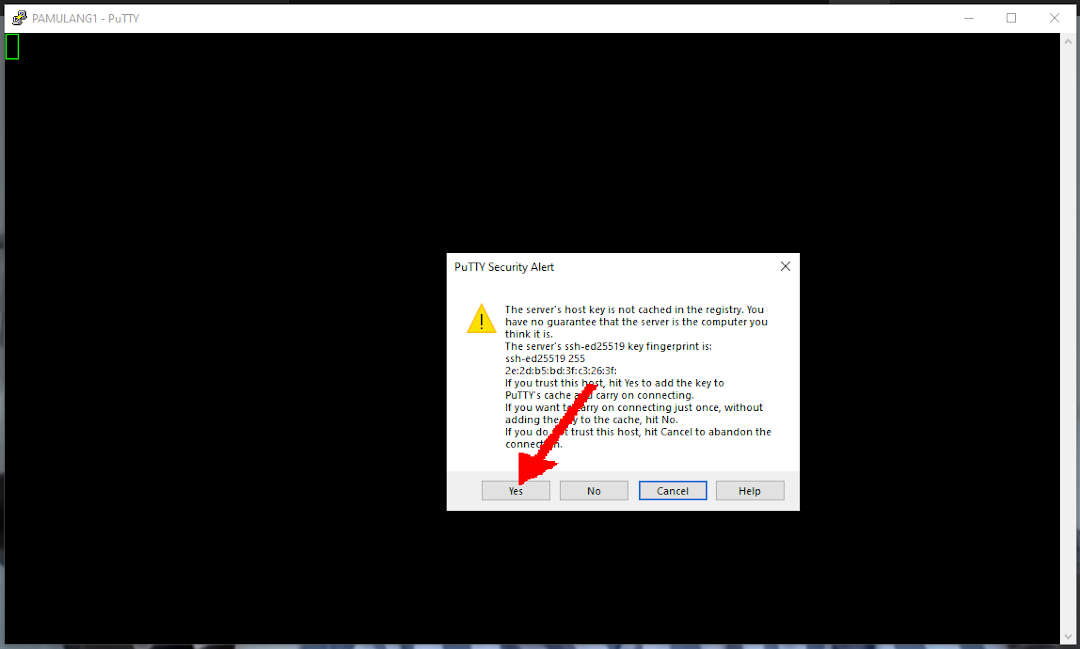 PAMULANG1 - PuTTY
PuTTY Security Alert
The server's host key is not cached in the registry. You
have no guarantee that the server is the computer you
think it is.
The server's ssh-ed25519 key fingerprint is:
ssh-ed25519 255
2e:2d:b5:bd:3f:c3:26:3f:
If you trust this host, hit Yes to add the key to
PuTTY's cache and carry on connecting.
If you want to carry on connecting just once, without
adding the key to the cache, hit No.
If you do not trust this host, hit Cancel to abandon the
connection.
Yes
No
Cancel
Help